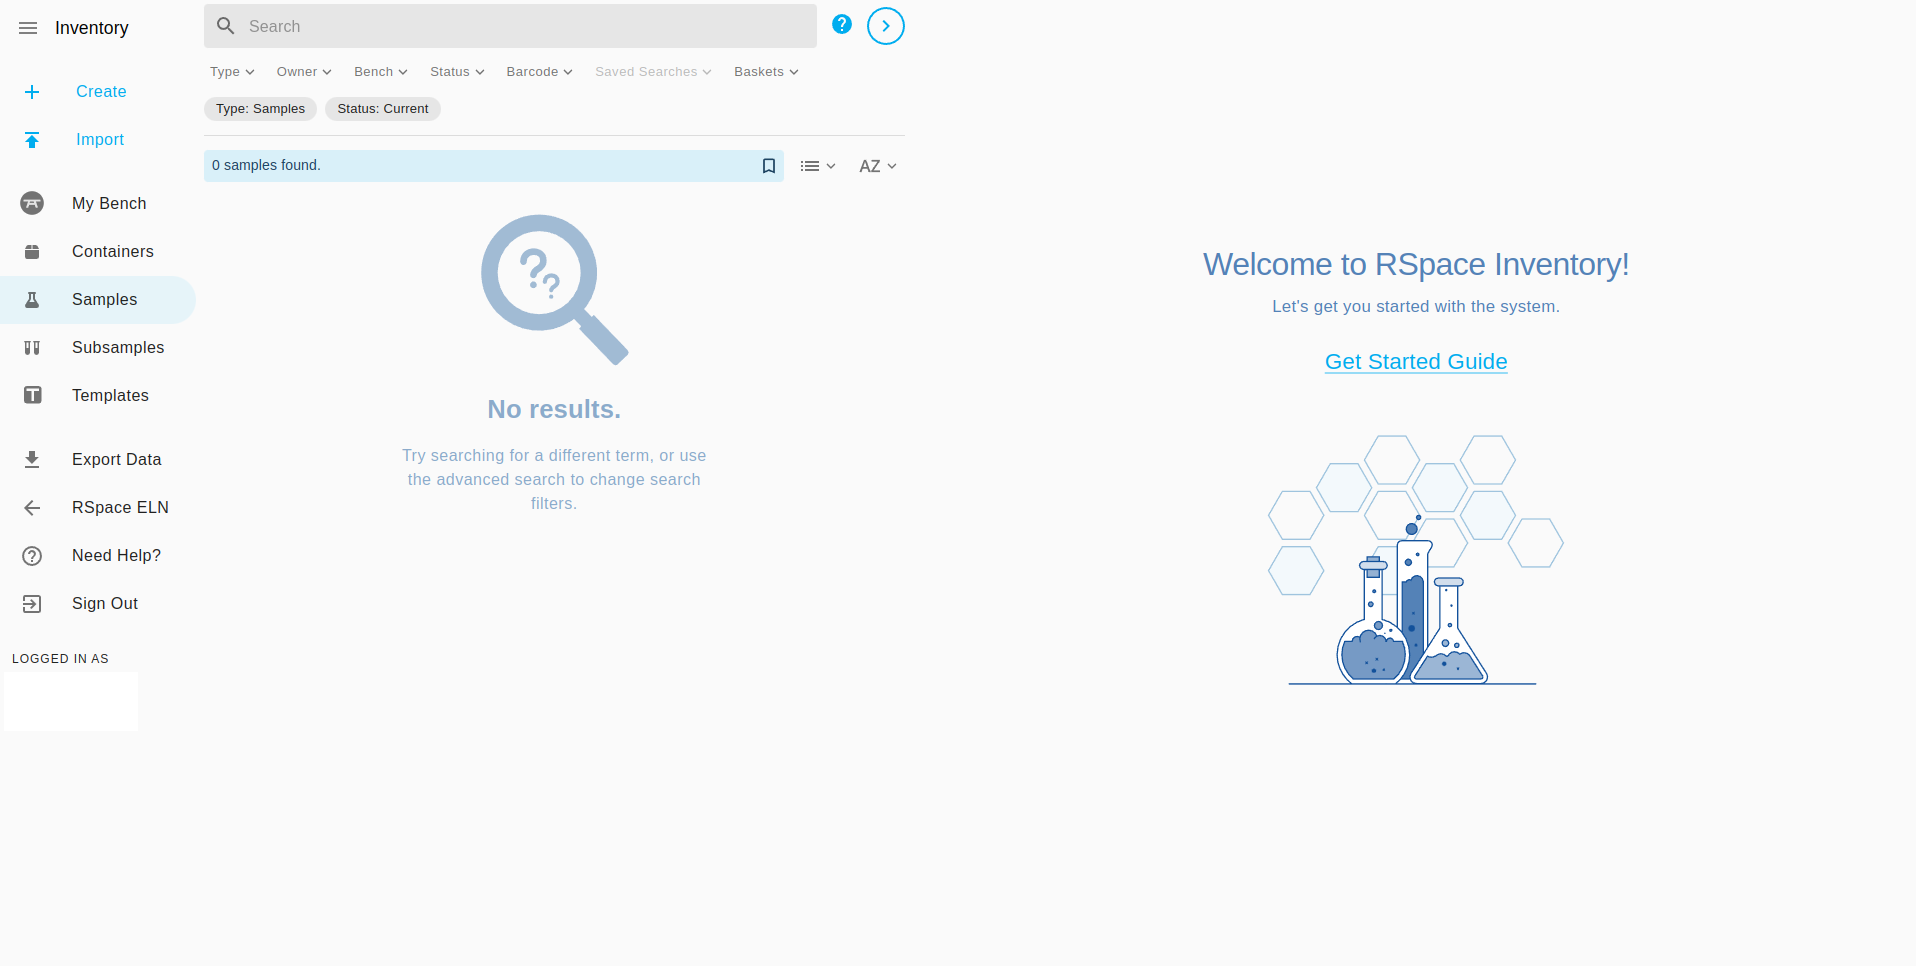 Inventory
Create
Import
My Bench
Containers
Samples
Subsamples
Templates
Export Data
RSpace ELN
Need Help?
Sign Out
LOGGED IN AS
Search
Type Owner Bench Status Barcode Saved Searches Baskets
Type: Samples Status: Current
0 samples found.
AZ
No results.
Try searching for a different term, or use
the advanced search to change search
filters.
Welcome to RSpace Inventory!
Let's get you started with the system.
Get Started Guide